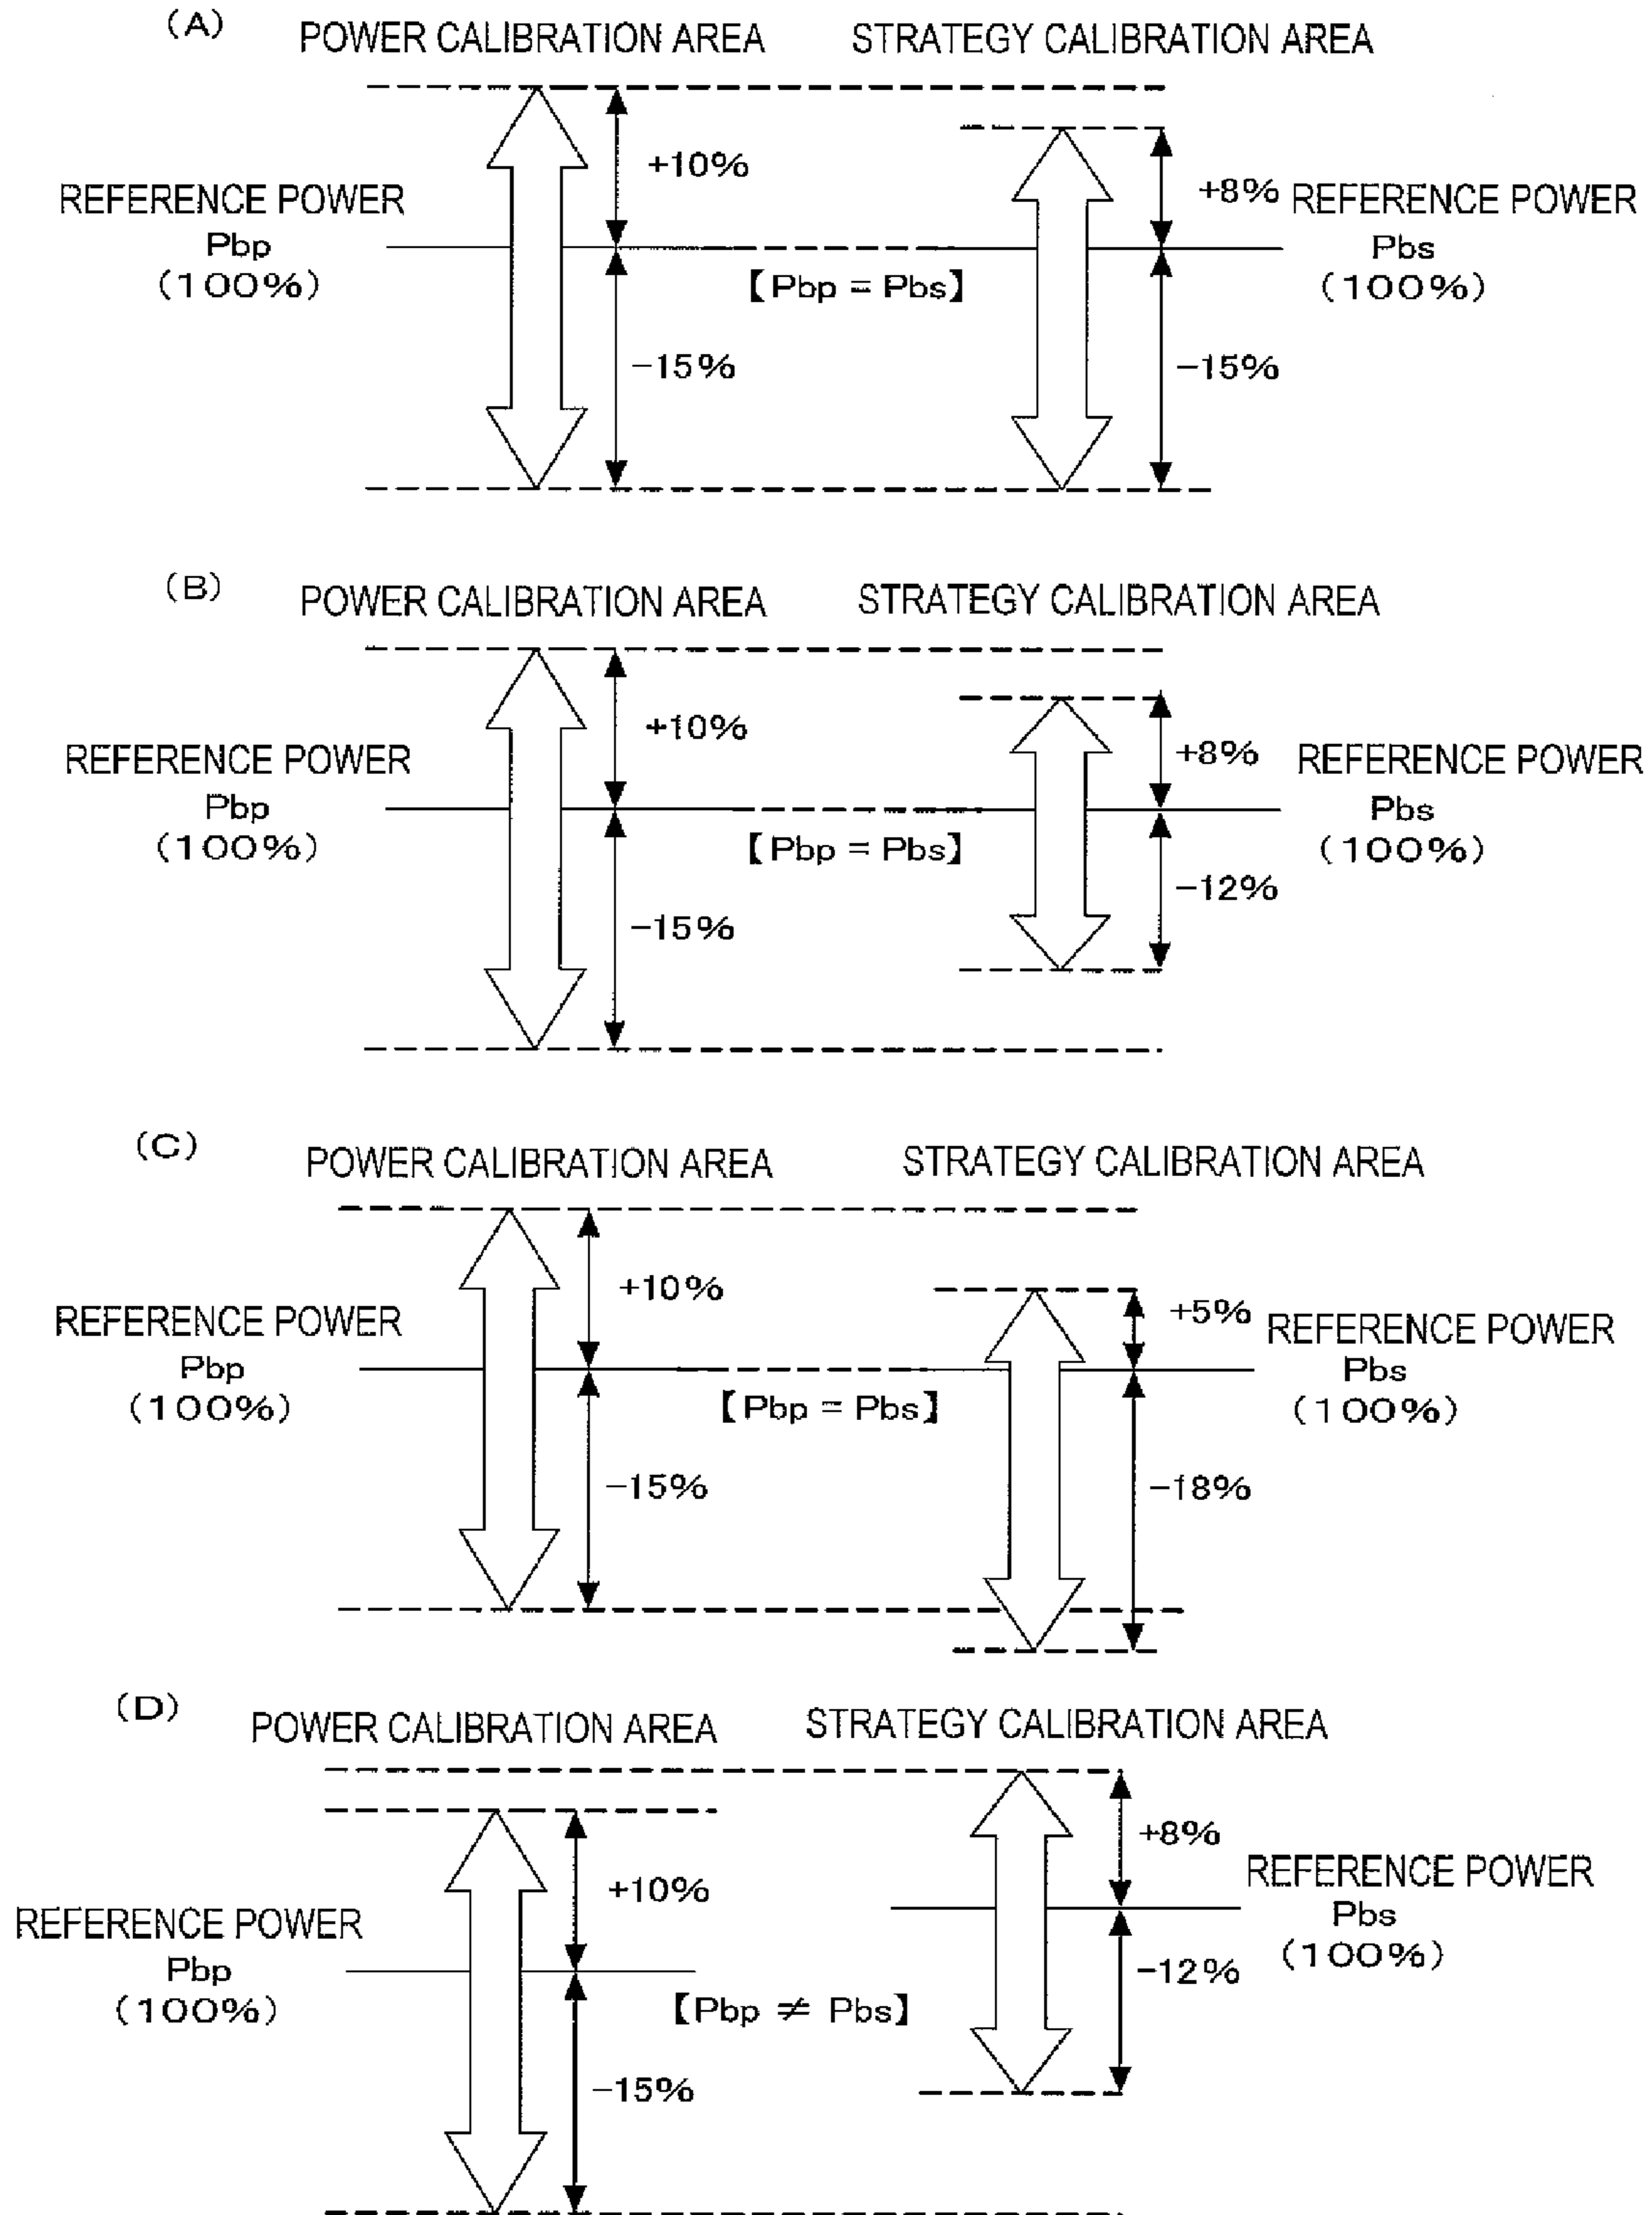 (A)
POWER CALIBRATION AREA
STRATEGY CALIBRATION AREA
+10%
+8%
REFERENCE POWER
Pbp
(100%)
REFERENCE POWER
Pbs
(100%)
【Pbp = Pbs】
−15%
−15%
(B)
POWER CALIBRATION AREA
STRATEGY CALIBRATION AREA
+10%
+8%
REFERENCE POWER
Pbp
(100%)
REFERENCE POWER
Pbs
(100%)
【Pbp = Pbs】
−15%
−12%
(C)
POWER CALIBRATION AREA
STRATEGY CALIBRATION AREA
+10%
+5%
REFERENCE POWER
Pbp
(100%)
REFERENCE POWER
Pbs
(100%)
【Pbp = Pbs】
−15%
−18%
(D)
POWER CALIBRATION AREA
STRATEGY CALIBRATION AREA
+10%
+8%
REFERENCE POWER
Pbp
(100%)
REFERENCE POWER
Pbs
(100%)
【Pbp ≠ Pbs】
−15%
−12%